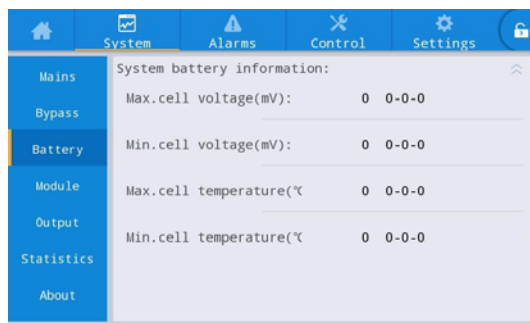 System Alarms Control Settings
Mains
Bypass
Battery
Module
Output
Statistics
About
System battery information:
Max.cell voltage(mV): 0 0-0-0
Min.cell voltage(mV): 0 0-0-0
Max.cell temperature(℃ 0 0-0-0
Min.cell temperature(℃ 0 0-0-0